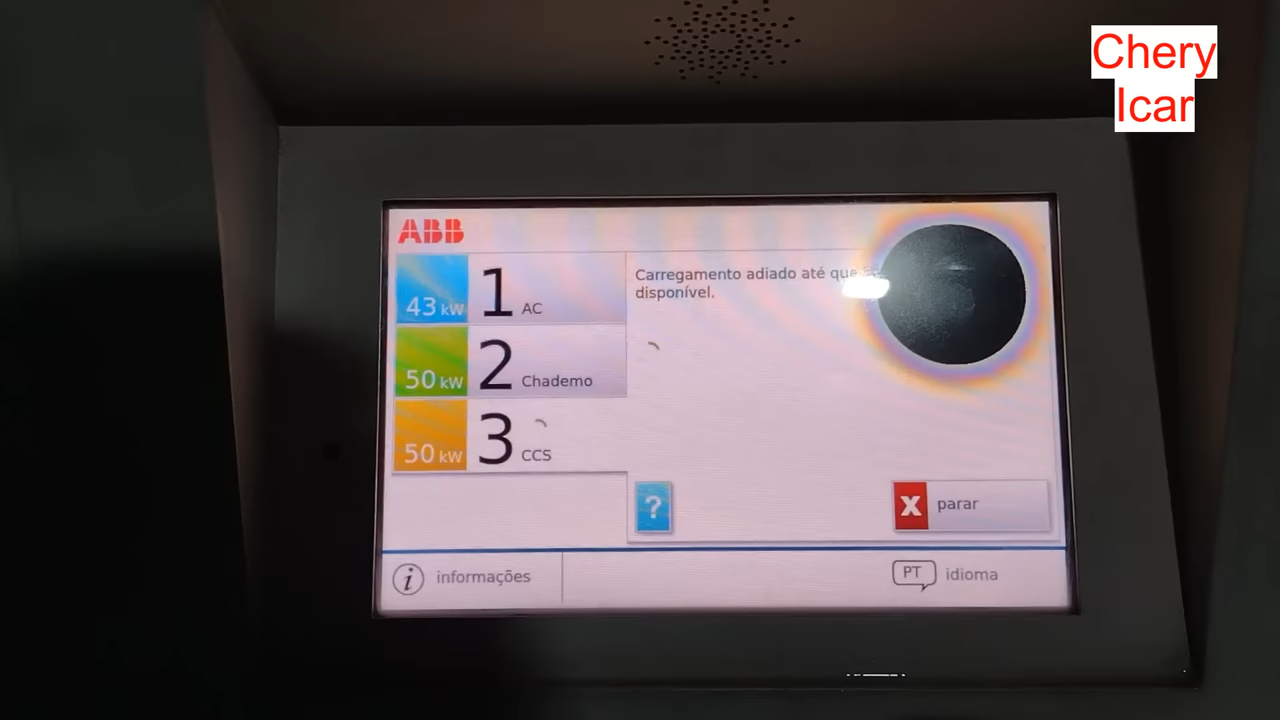 Chery
Icar
ABB
43 kW 1 AC
Carregamento adiado até que
disponível.
50 kW 2 Chademo
50 kW 3 CCS
?
X parar
i informações
PT idioma